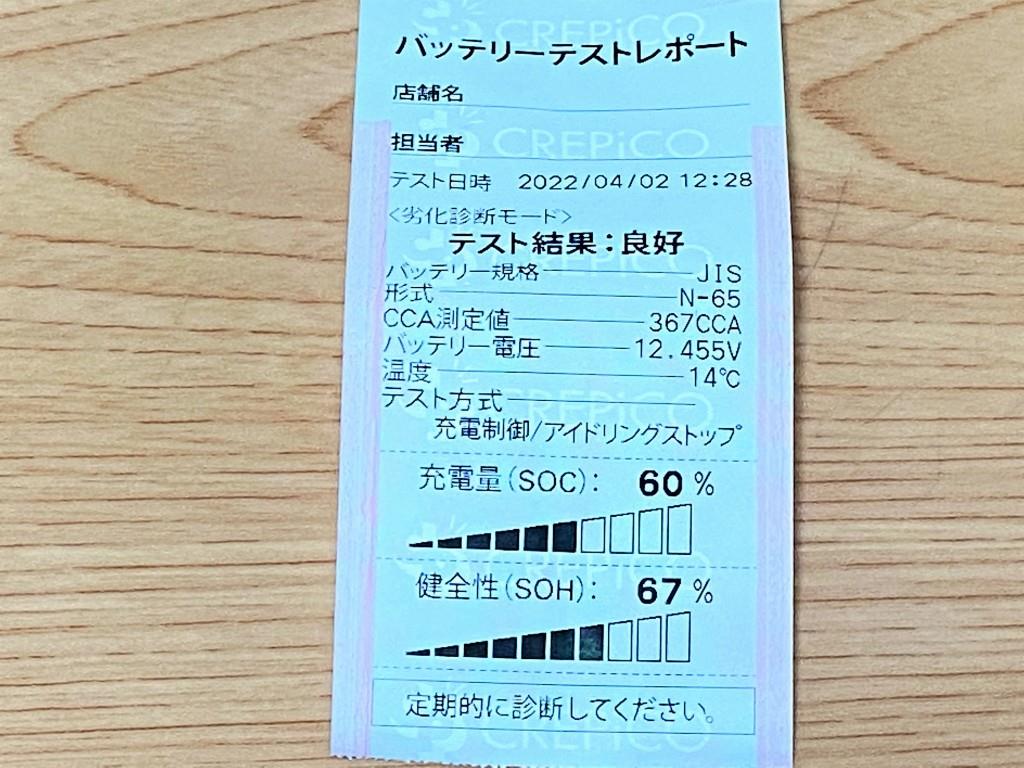 バッテリーテストレポート
店舗名
CREPiCO
担当者
CREPiCO
テスト日時 2022/04/02 12:28
<劣化診断モード>
テスト結果:良好
バッテリー規格 JIS
形式 N-65
CCA測定値 367CCA
バッテリー電圧 12.455V
温度 14℃
テスト方式
CREPiCO
充電制御/アイドリングストップ
充電量(SOC): 60 %
CREPiCO
健全性(SOH): 67 %
定期的に診断してください。
CREPiCO